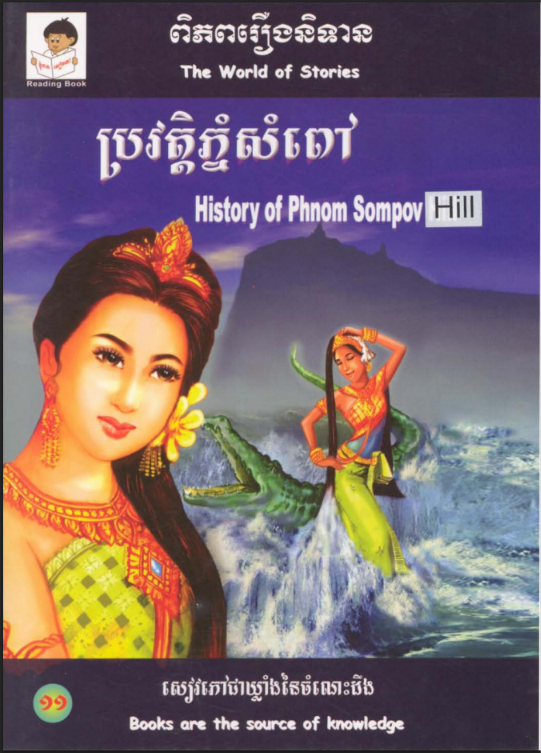 ពិភពរឿងនិទាន
The World of Stories
Reading Book
ប្រវត្តិភ្នំសំពៅ
History of Phnom Sompov Hill
សៀវភៅជាឃ្លាំងនៃចំណេះដឹង
Books are the source of knowledge
១១